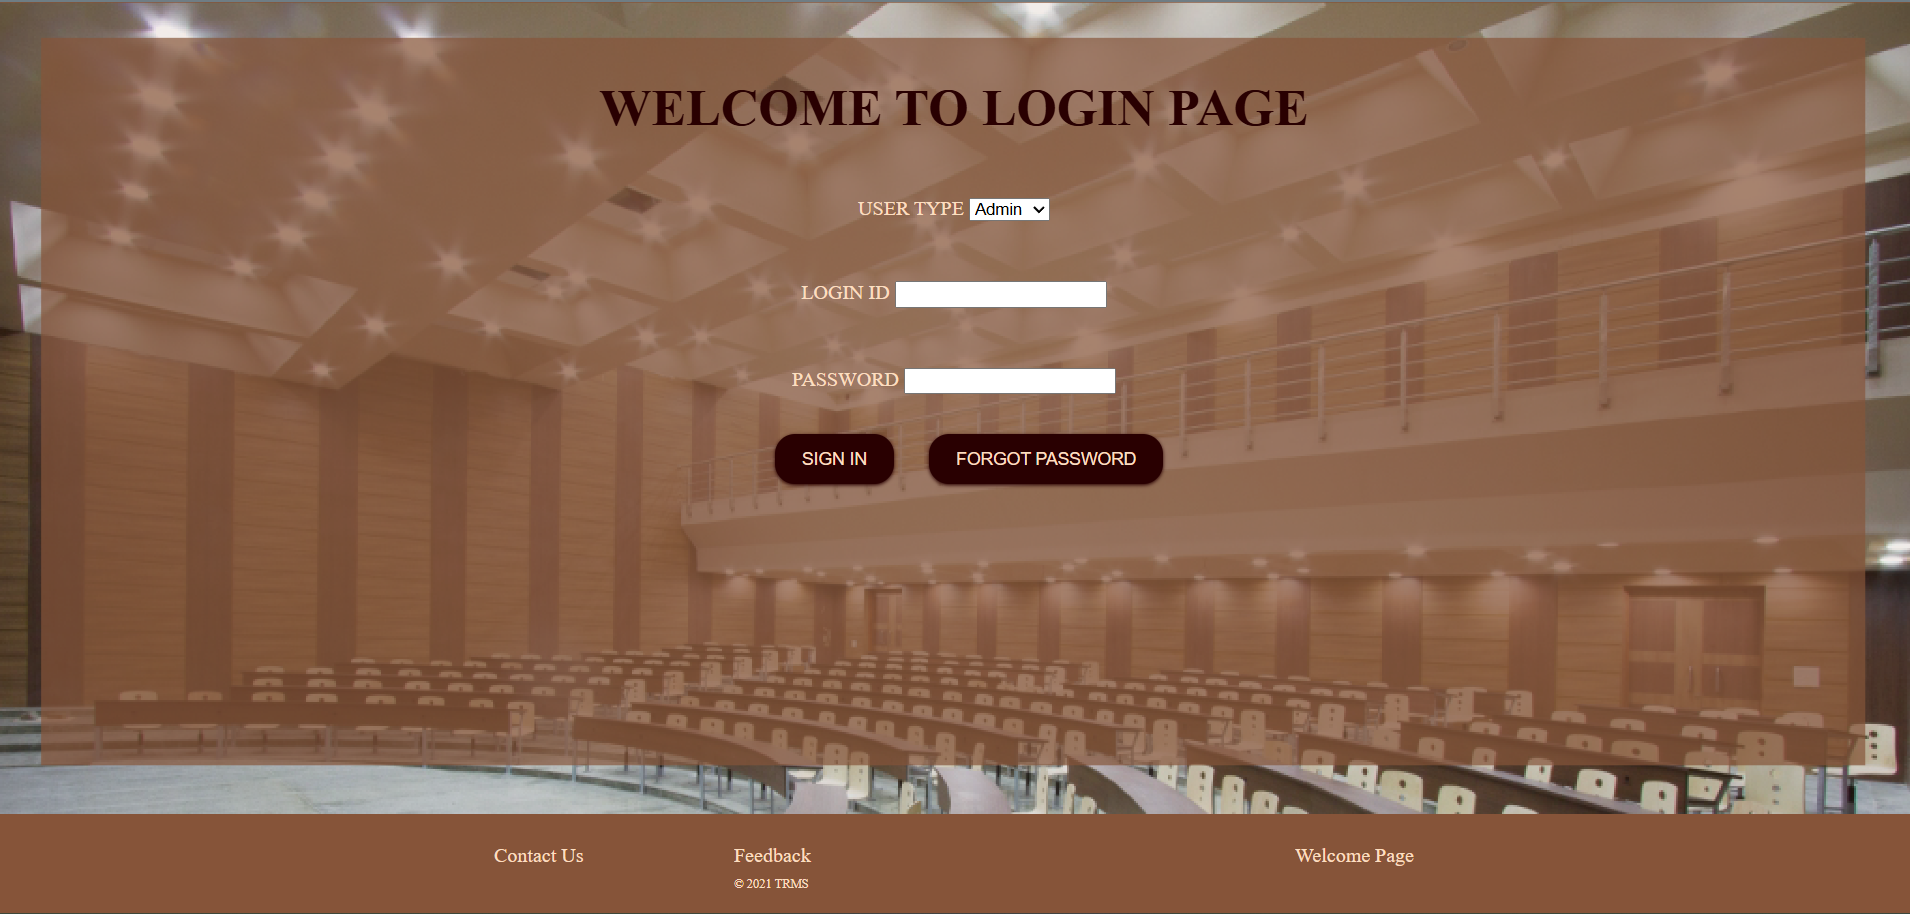 WELCOME TO LOGIN PAGE
USER TYPE Admin
LOGIN ID
PASSWORD
SIGN IN FORGOT PASSWORD
Contact Us Feedback Welcome Page
© 2021 TRMS